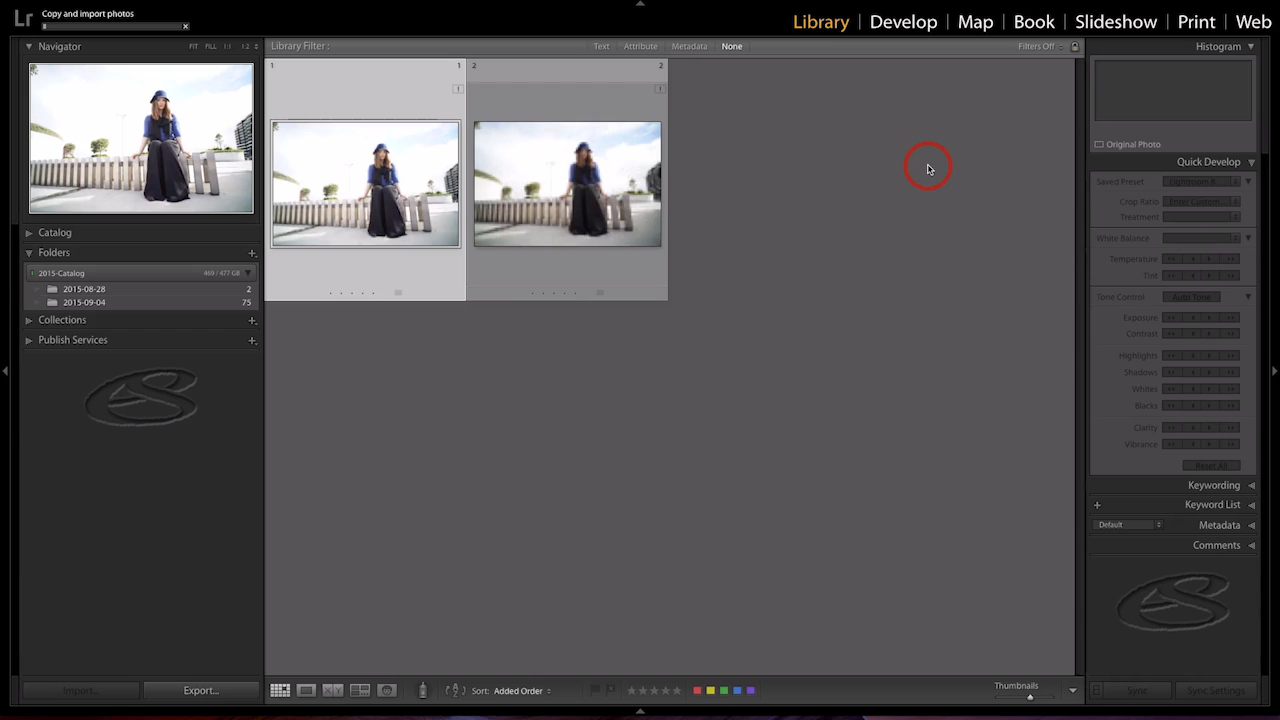 Lr
Copy and import photos
Library | Develop | Map | Book | Slideshow | Print | Web
Navigator
FIT FILL 1:1 1:2
Library Filter :
Text Attribute Metadata None
Filters Off
Histogram
1 1
2 2
Original Photo
Quick Develop
Saved Preset
Crop Ratio
Treatment
Catalog
White Balance
Folders
Temperature
2015-Catalog 469 / 477 GB
Tint
2015-08-28 2
2015-09-04 75
Tone Control Auto Tone
Collections
Exposure
Contrast
Publish Services
Highlights
Shadows
Whites
Blacks
Clarity
Vibrance
Reset All
Keywording
Keyword List
Default Metadata
Comments
Import...
Export...
XY
Sort: Added Order
Thumbnails
Sync
Sync Settings